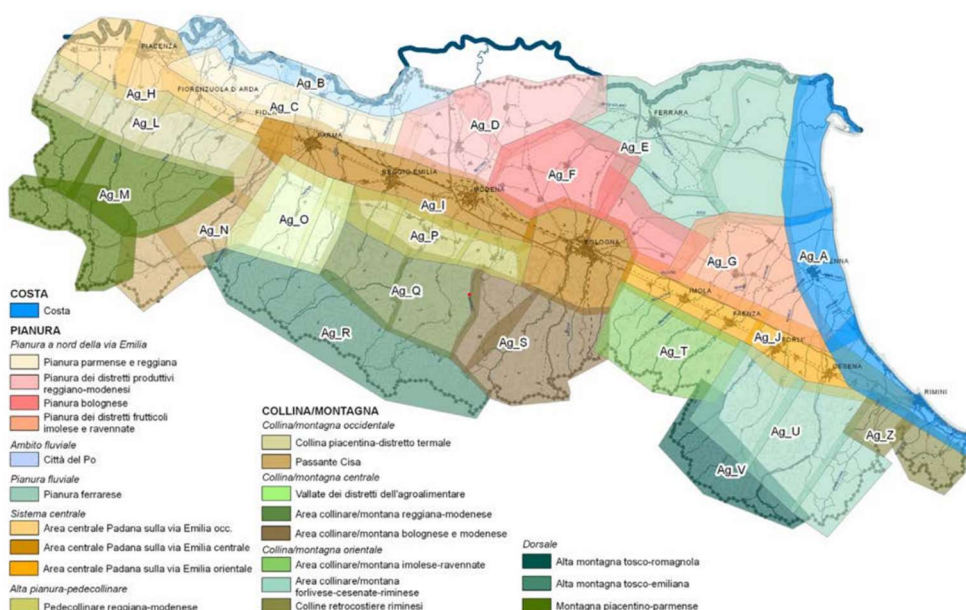 PIACENZA
Ag_B
Ag_H
FIORENZUOLA D'ARDA
Ag_C
FIDEN
Ag_L
PARMA
Ag_D
FERRARA
Ag_E
Ag_M
REGGIO EMILIA
MODENA
Ag_F
Ag_I
Ag_N
Ag_O
Ag_P
BOLOGNA
Ag_G
Ag_A
ENNA
Ag_Q
IMOLA
FAENZA
Ag_R
Ag_S
Ag_T
Ag_J
FORLI'
CESENA
RIMINI
Ag_U
Ag_Z
Ag_V
COSTA
Costa
PIANURA
Pianura a nord della via Emilia
Pianura parmense e reggiana
Pianura dei distretti produttivi
reggiano-modenesi
Pianura bolognese
Pianura dei distretti frutticoli
imolese e ravennate
Ambito fluviale
Città del Po
Pianura fluviale
Pianura ferrarese
Sistema centrale
Area centrale Padana sulla via Emilia occ.
Area centrale Padana sulla via Emilia centrale
Area centrale Padana sulla via Emilia orientale
Alta pianura-pedecollinare
Pedecollinare reggiana-modenese
COLLINA/MONTAGNA
Collina/montagna occidentale
Collina piacentina-distretto termale
Passante Cisa
Collina/montagna centrale
Vallate dei distretti dell'agroalimentare
Area collinare/montana reggiana-modenese
Area collinare/montana bolognese e modenese
Collina/montagna orientale
Area collinare/montana imolese-ravennate
Area collinare/montana
forlivese-cesenate-riminese
Colline retrocostiere riminesi
Dorsale
Alta montagna tosco-romagnola
Alta montagna tosco-emiliana
Montagna piacentino-parmense